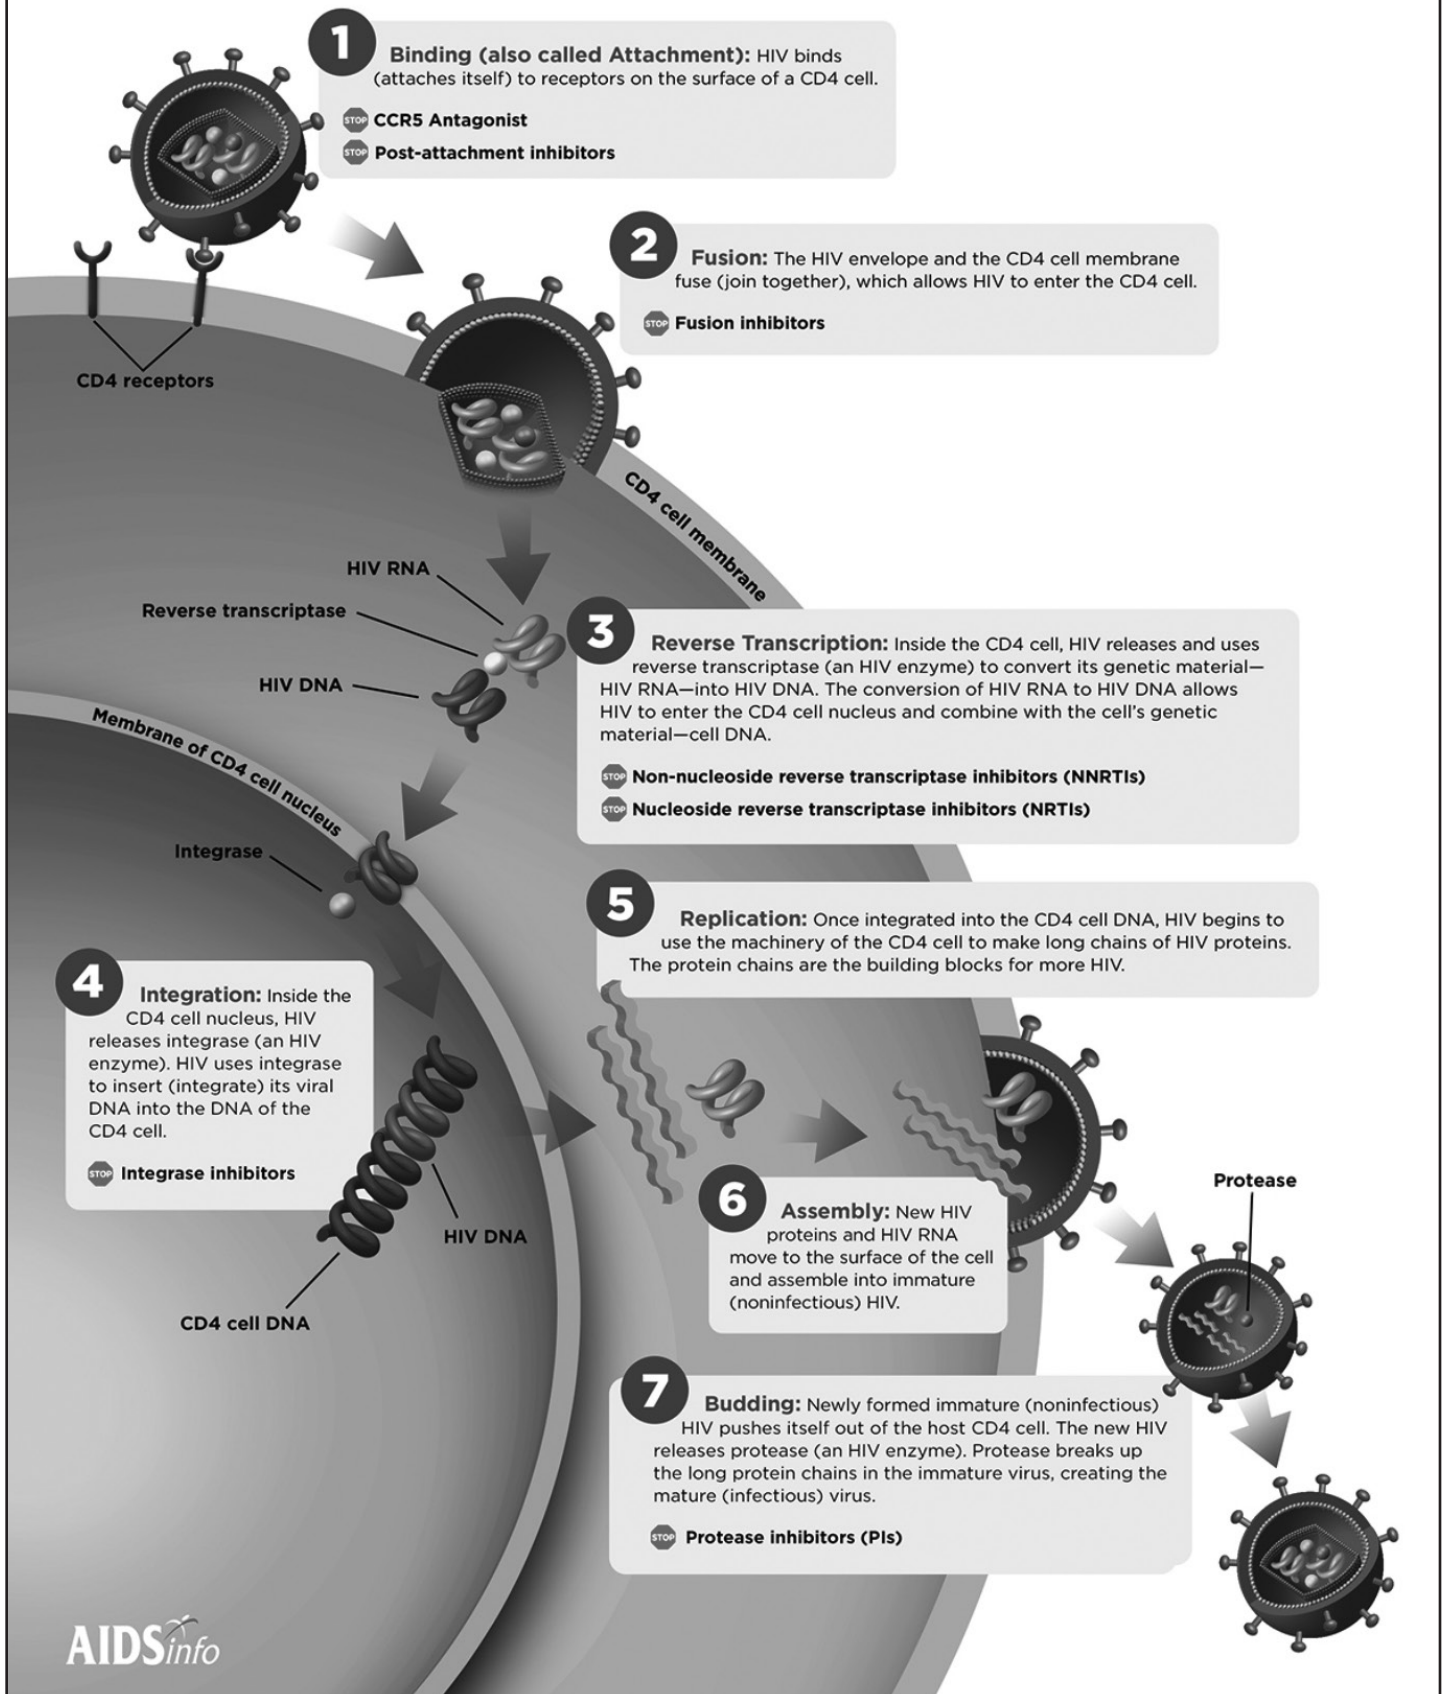 1
Binding (also called Attachment): HIV binds
(attaches itself) to receptors on the surface of a CD4 cell.
STOP CCR5 Antagonist
STOP Post-attachment inhibitors
2
Fusion: The HIV envelope and the CD4 cell membrane
fuse (join together), which allows HIV to enter the CD4 cell.
STOP Fusion inhibitors
CD4 receptors
CD4 cell membrane
HIV RNA
Reverse transcriptase
HIV DNA
3
Reverse Transcription: Inside the CD4 cell, HIV releases and uses
reverse transcriptase (an HIV enzyme) to convert its genetic material—
HIV RNA—into HIV DNA. The conversion of HIV RNA to HIV DNA allows
HIV to enter the CD4 cell nucleus and combine with the cell's genetic
material—cell DNA.
STOP Non-nucleoside reverse transcriptase inhibitors (NNRTIs)
STOP Nucleoside reverse transcriptase inhibitors (NRTIs)
Membrane of CD4 cell nucleus
Integrase
4
Integration: Inside the
CD4 cell nucleus, HIV
releases integrase (an HIV
enzyme). HIV uses integrase
to insert (integrate) its viral
DNA into the DNA of the
CD4 cell.
STOP Integrase inhibitors
HIV DNA
CD4 cell DNA
5
Replication: Once integrated into the CD4 cell DNA, HIV begins to
use the machinery of the CD4 cell to make long chains of HIV proteins.
The protein chains are the building blocks for more HIV.
6
Assembly: New HIV
proteins and HIV RNA
move to the surface of the cell
and assemble into immature
(noninfectious) HIV.
Protease
7
Budding: Newly formed immature (noninfectious)
HIV pushes itself out of the host CD4 cell. The new HIV
releases protease (an HIV enzyme). Protease breaks up
the long protein chains in the immature virus, creating the
mature (infectious) virus.
STOP Protease inhibitors (PIs)
AIDSinfo